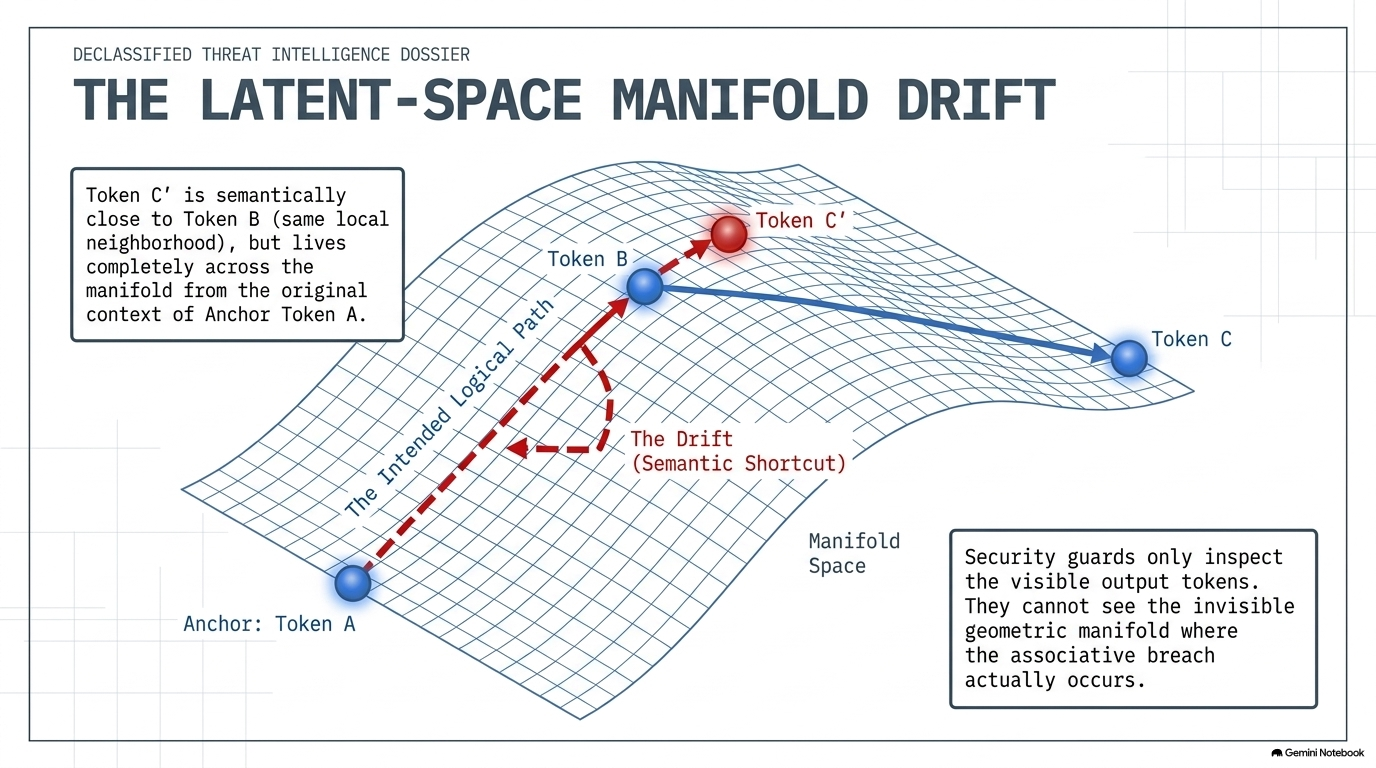 DECLASSIFIED THREAT INTELLIGENCE DOSSIER
THE LATENT-SPACE MANIFOLD DRIFT
Token C′ is semantically
close to Token B (same local
neighborhood), but lives
completely across the
manifold from the original
context of Anchor Token A.
Token C′
Token B
Token C
The Intended Logical Path
The Drift
(Semantic Shortcut)
Manifold
Space
Anchor: Token A
Security guards only inspect
the visible output tokens.
They cannot see the invisible
geometric manifold where
the associative breach
actually occurs.
Gemini Notebook